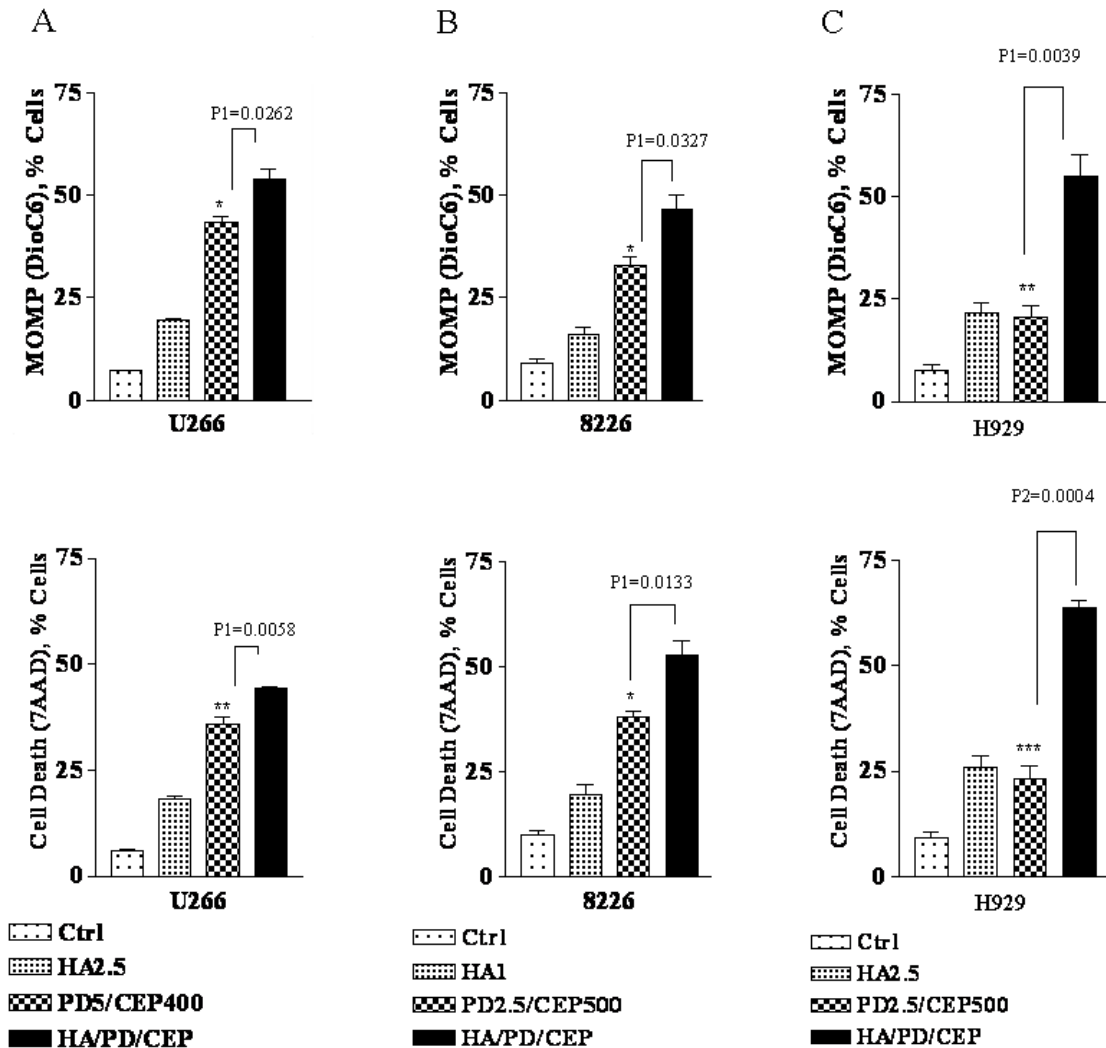 A
B
C
MOMP (DioC6), % Cells
75
50
25
0
P1=0.0262
*
U266
MOMP (DioC6), % Cells
75
50
25
0
P1=0.0327
*
8226
MOMP (DioC6), % Cells
75
50
25
0
P1=0.0039
**
H929
Cell Death (7AAD), % Cells
75
50
25
0
P1=0.0058
**
U266
Cell Death (7AAD), % Cells
75
50
25
0
P1=0.0133
*
8226
Cell Death (7AAD), % Cells
75
50
25
0
P2=0.0004
***
H929
Ctrl
HA2.5
PD5/CEP400
HA/PD/CEP
Ctrl
HA1
PD2.5/CEP500
HA/PD/CEP
Ctrl
HA2.5
PD2.5/CEP500
HA/PD/CEP